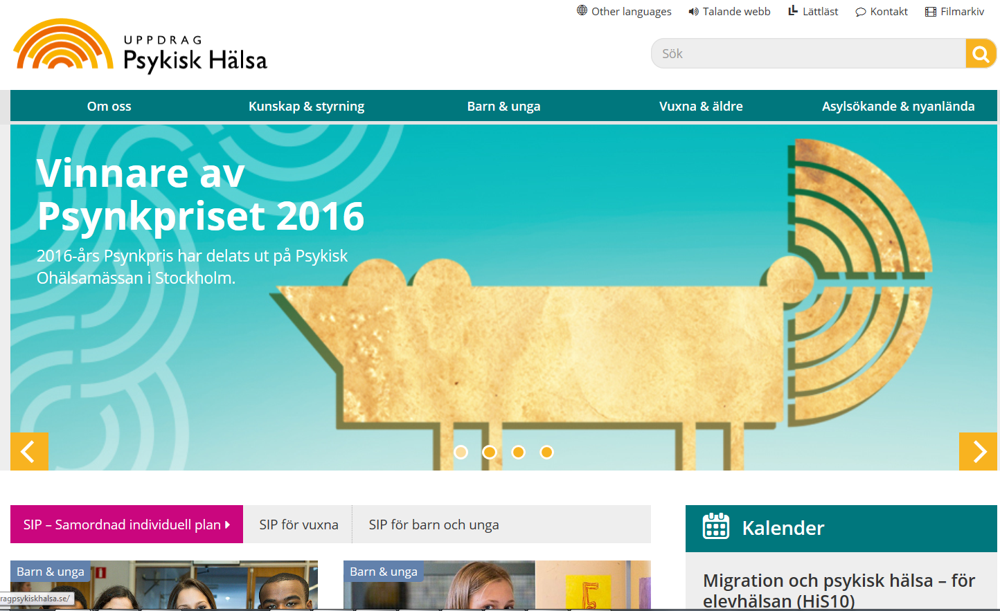 Other languages
Talande webb
Lättläst
Kontakt
Filmarkiv
UPPDRAG
Psykisk Hälsa
Sök
Om oss
Kunskap & styrning
Barn & unga
Vuxna & äldre
Asylsökande & nyanlända
Vinnare av
Psynkpriset 2016
2016-års Psynkpris har delats ut på Psykisk
Ohälsamässan i Stockholm.
SIP – Samordnad individuell plan
SIP för vuxna
SIP för barn och unga
Kalender
Barn & unga
Barn & unga
Migration och psykisk hälsa – för
elevhälsan (HiS10)
ragpsykiskhalsa.se/